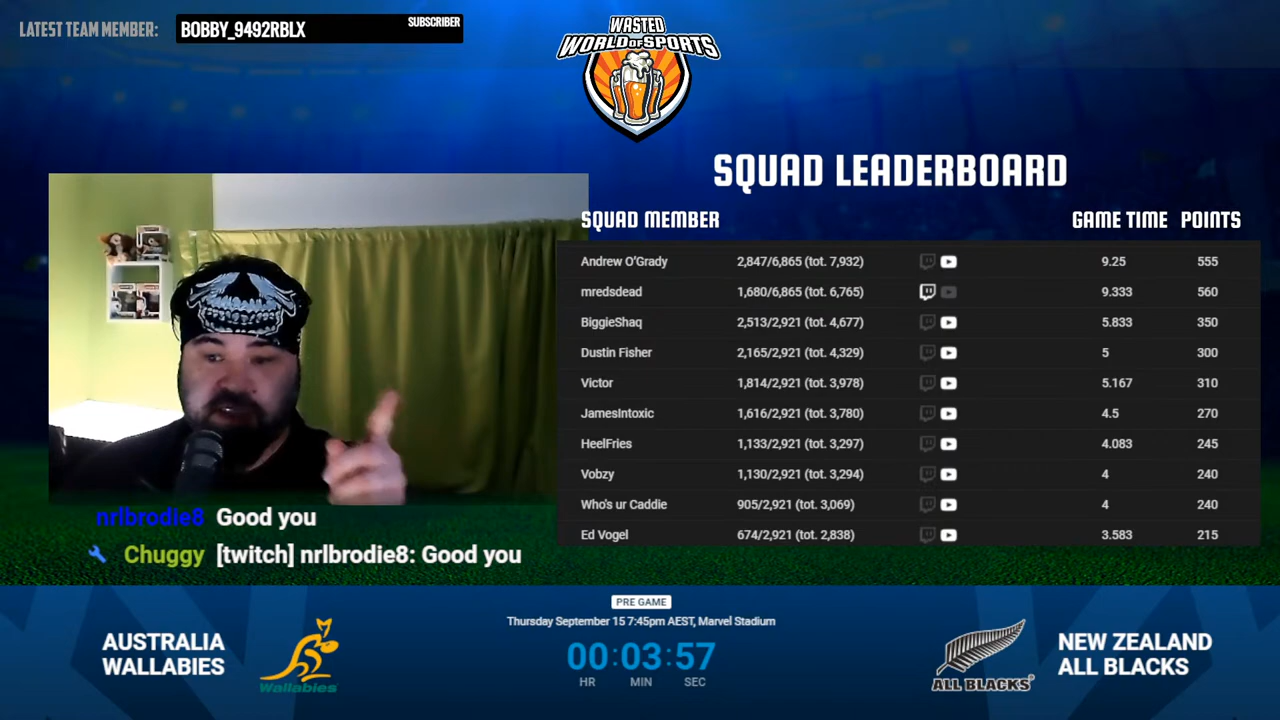 LATEST TEAM MEMBER:
BOBBY_9492RBLX
SUBSCRIBER
WASTED
WORLD OF SPORTS
SQUAD LEADERBOARD
SQUAD MEMBER GAME TIME POINTS
Andrew O'Grady 2,847/6,865 (tot. 7,932) 9.25 555
mredsdead 1,680/6,865 (tot. 6,765) 9.333 560
BiggieShaq 2,513/2,921 (tot. 4,677) 5.833 350
Dustin Fisher 2,165/2,921 (tot. 4,329) 5 300
Victor 1,814/2,921 (tot. 3,978) 5.167 310
JamesIntoxic 1,616/2,921 (tot. 3,780) 4.5 270
HeelFries 1,133/2,921 (tot. 3,297) 4.083 245
Vobzy 1,130/2,921 (tot. 3,294) 4 240
Who's ur Caddie 905/2,921 (tot. 3,069) 4 240
Ed Vogel 674/2,921 (tot. 2,838) 3.583 215
nrlbrodie8 Good you
Chuggy [twitch] nrlbrodie8: Good you
PRE GAME
Thursday September 15 7:45pm AEST, Marvel Stadium
00:03:57
HR MIN SEC
AUSTRALIA
WALLABIES
Wallabies
ALL BLACKS
NEW ZEALAND
ALL BLACKS